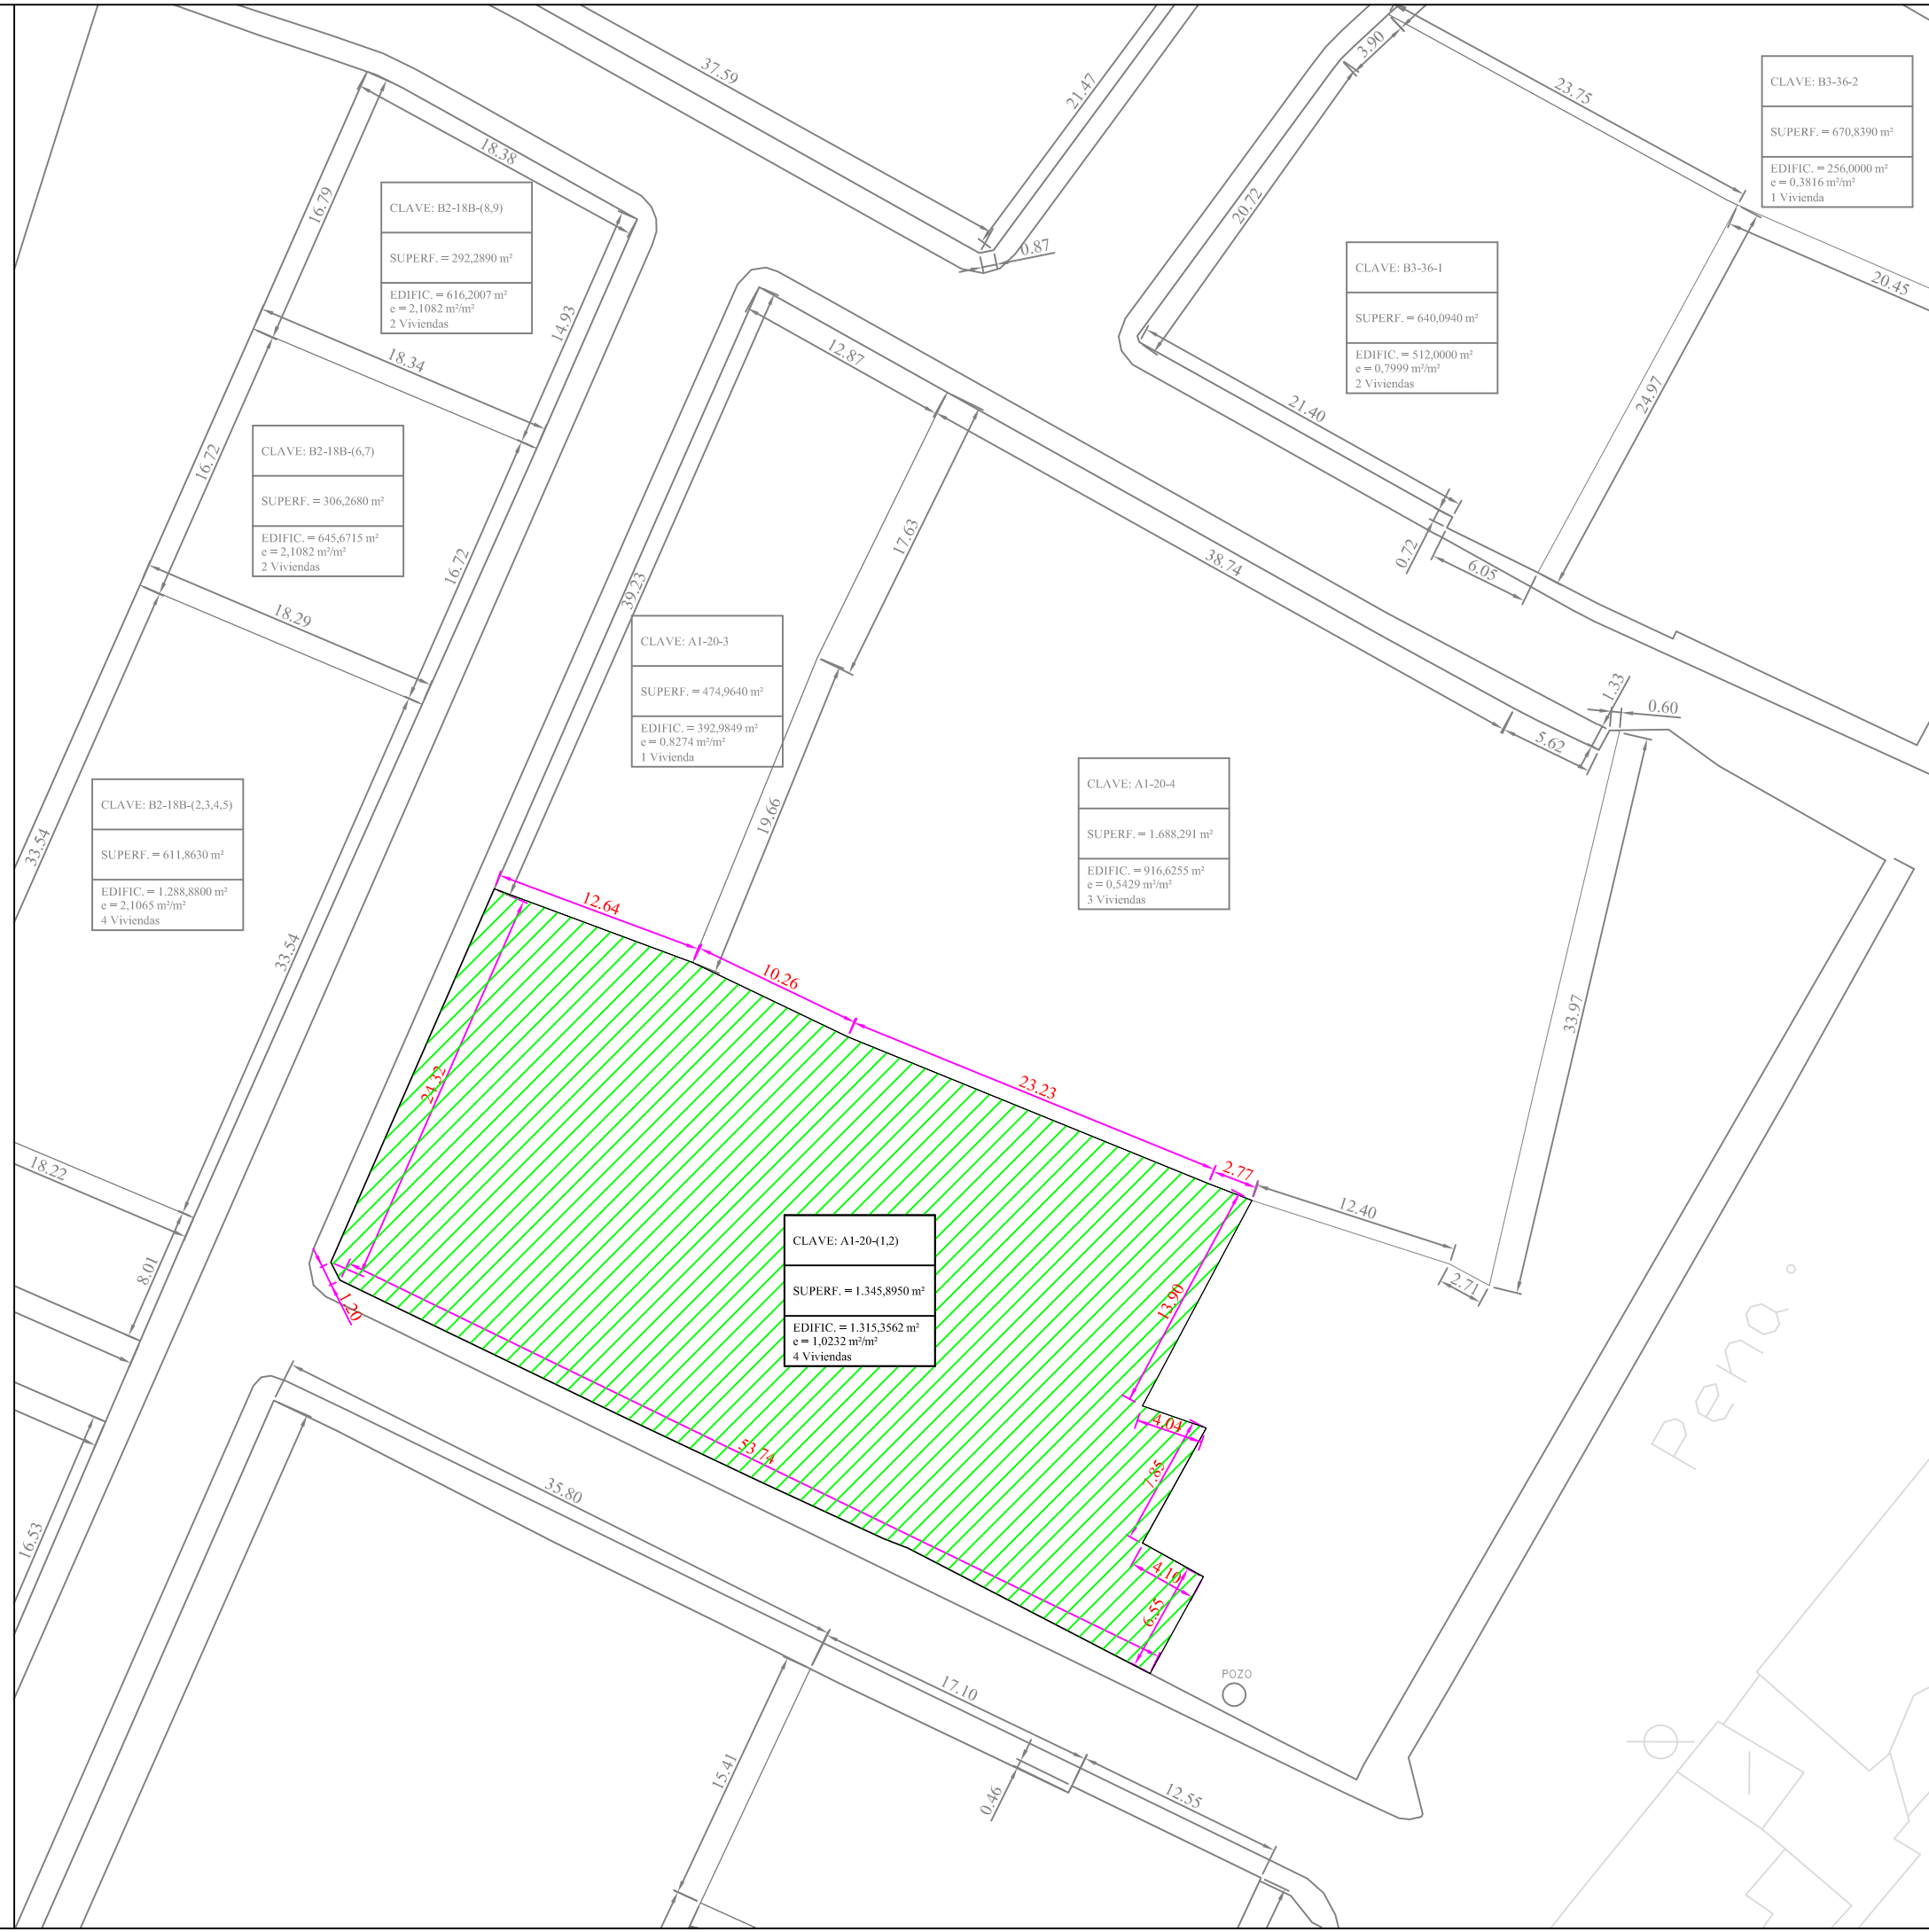 37.59
21.47
3.90
23.75
CLAVE: B3-36-2
SUPERF. = 670,8390 m²
EDIFIC. = 256,0000 m²
e = 0,3816 m²/m²
1 Vivienda
18.38
16.79
CLAVE: B2-18B-(8,9)
SUPERF. = 292,2890 m²
EDIFIC. = 616,2007 m²
e = 2,1082 m²/m²
2 Viviendas
14.93
0.87
20.72
CLAVE: B3-36-1
SUPERF. = 640,0940 m²
EDIFIC. = 512,0000 m²
e = 0,7999 m²/m²
2 Viviendas
20.45
18.34
12.87
21.40
24.97
16.72
CLAVE: B2-18B-(6,7)
SUPERF. = 306,2680 m²
EDIFIC. = 645,6715 m²
e = 2,1082 m²/m²
2 Viviendas
16.72
17.63
38.74
0.72
6.05
18.29
39.23
CLAVE: A1-20-3
SUPERF. = 474,9640 m²
EDIFIC. = 392,9849 m²
e = 0.8274 m²/m²
1 Vivienda
1.33
0.60
5.62
19.66
CLAVE: A1-20-4
SUPERF. = 1.688,291 m²
EDIFIC. = 916,6255 m²
e = 0,5429 m²/m²
3 Viviendas
33.54
CLAVE: B2-18B-(2,3,4,5)
SUPERF. = 611,8630 m²
EDIFIC. = 1.288,8800 m²
e = 2,1065 m²/m²
4 Viviendas
33.54
12.64
10.26
23.23
33.97
24.32
18.22
2.77
12.40
2.71
8.01
1.20
CLAVE: A1-20-(1,2)
SUPERF. = 1.345,8950 m²
EDIFIC. = 1.315,3562 m²
e = 1,0232 m²/m²
4 Viviendas
13.90
4.04
7.85
4.10
6.55
53.74
35.80
16.53
Pena
POZO
17.10
15.41
0.46
12.55